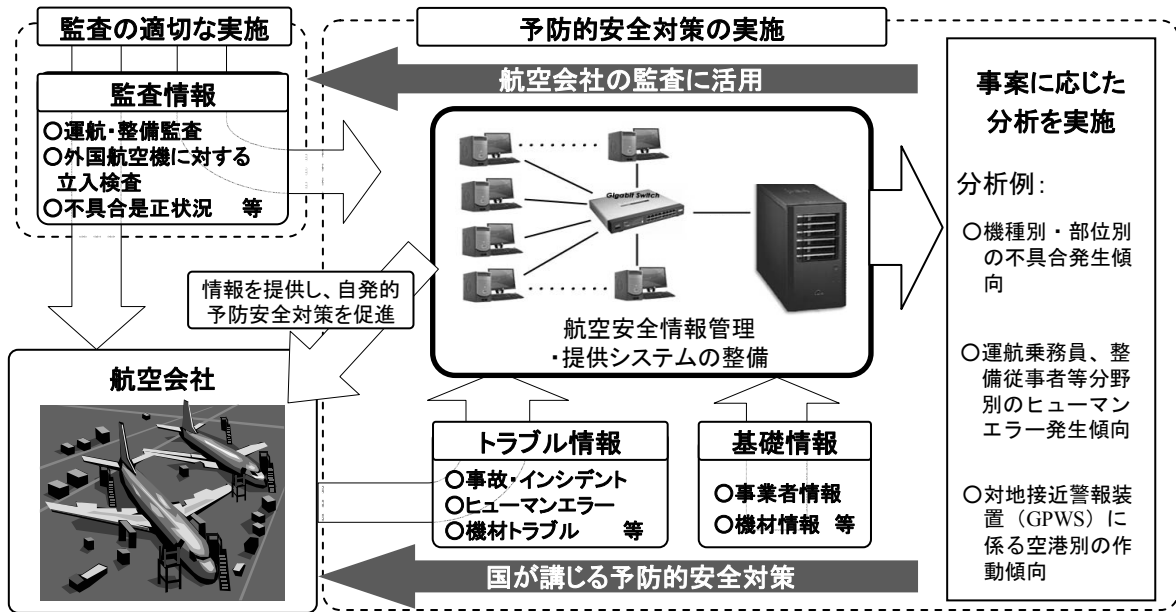 監査の適切な実施
予防的安全対策の実施
航空会社の監査に活用
監査情報
○運航・整備監査
○外国航空機に対する
立入検査
○不具合是正状況　等
Gigabit Switch
航空安全情報管理
・提供システムの整備
情報を提供し、自発的
予防安全対策を促進
航空会社
トラブル情報
○事故・インシデント
○ヒューマンエラー
○機材トラブル　　等
基礎情報
○事業者情報
○機材情報　等
国が講じる予防的安全対策
事案に応じた
分析を実施
分析例：
○機種別・部位別
の不具合発生傾
向
○運航乗務員、整
備従事者等分野
別のヒューマン
エラー発生傾向
○対地接近警報装
置（GPWS）に
係る空港別の作
動傾向